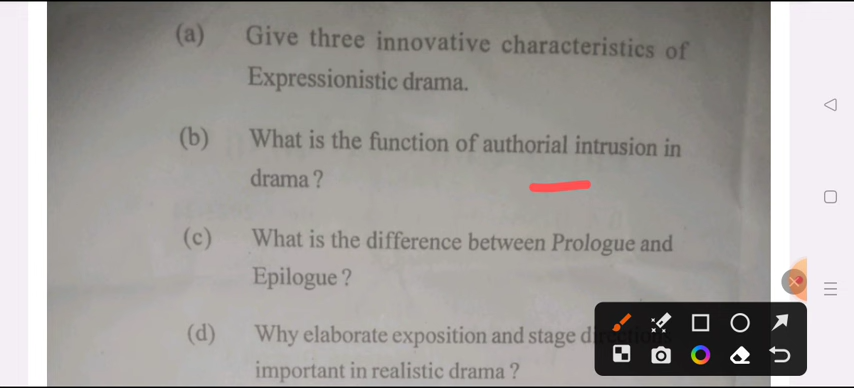 (a) Give three innovative characteristics of
Expressionistic drama.
(b) What is the function of authorial intrusion in
drama ?
(c) What is the difference between Prologue and
Epilogue ?
(d) Why elaborate exposition and stage
important in realistic drama ?